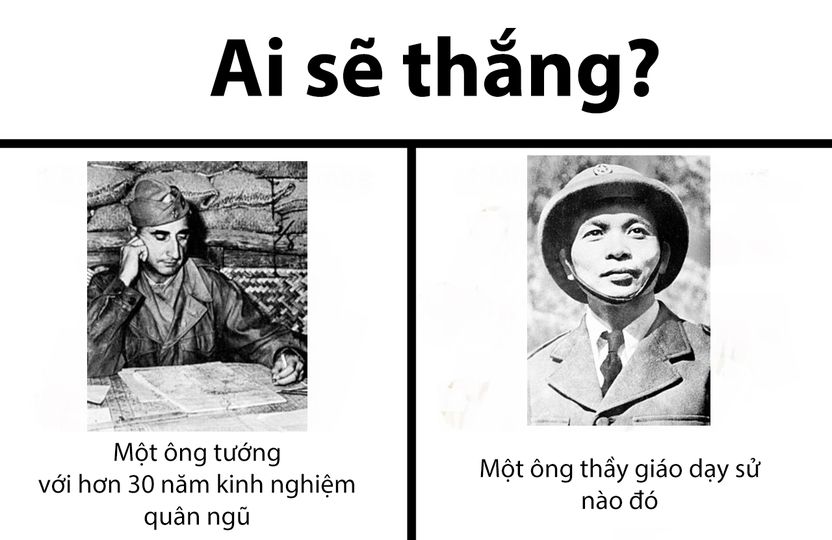 Ai sẽ thắng?
Một ông tướng
với hơn 30 năm kinh nghiệm
quân ngũ
Một ông thầy giáo dạy sử
nào đó